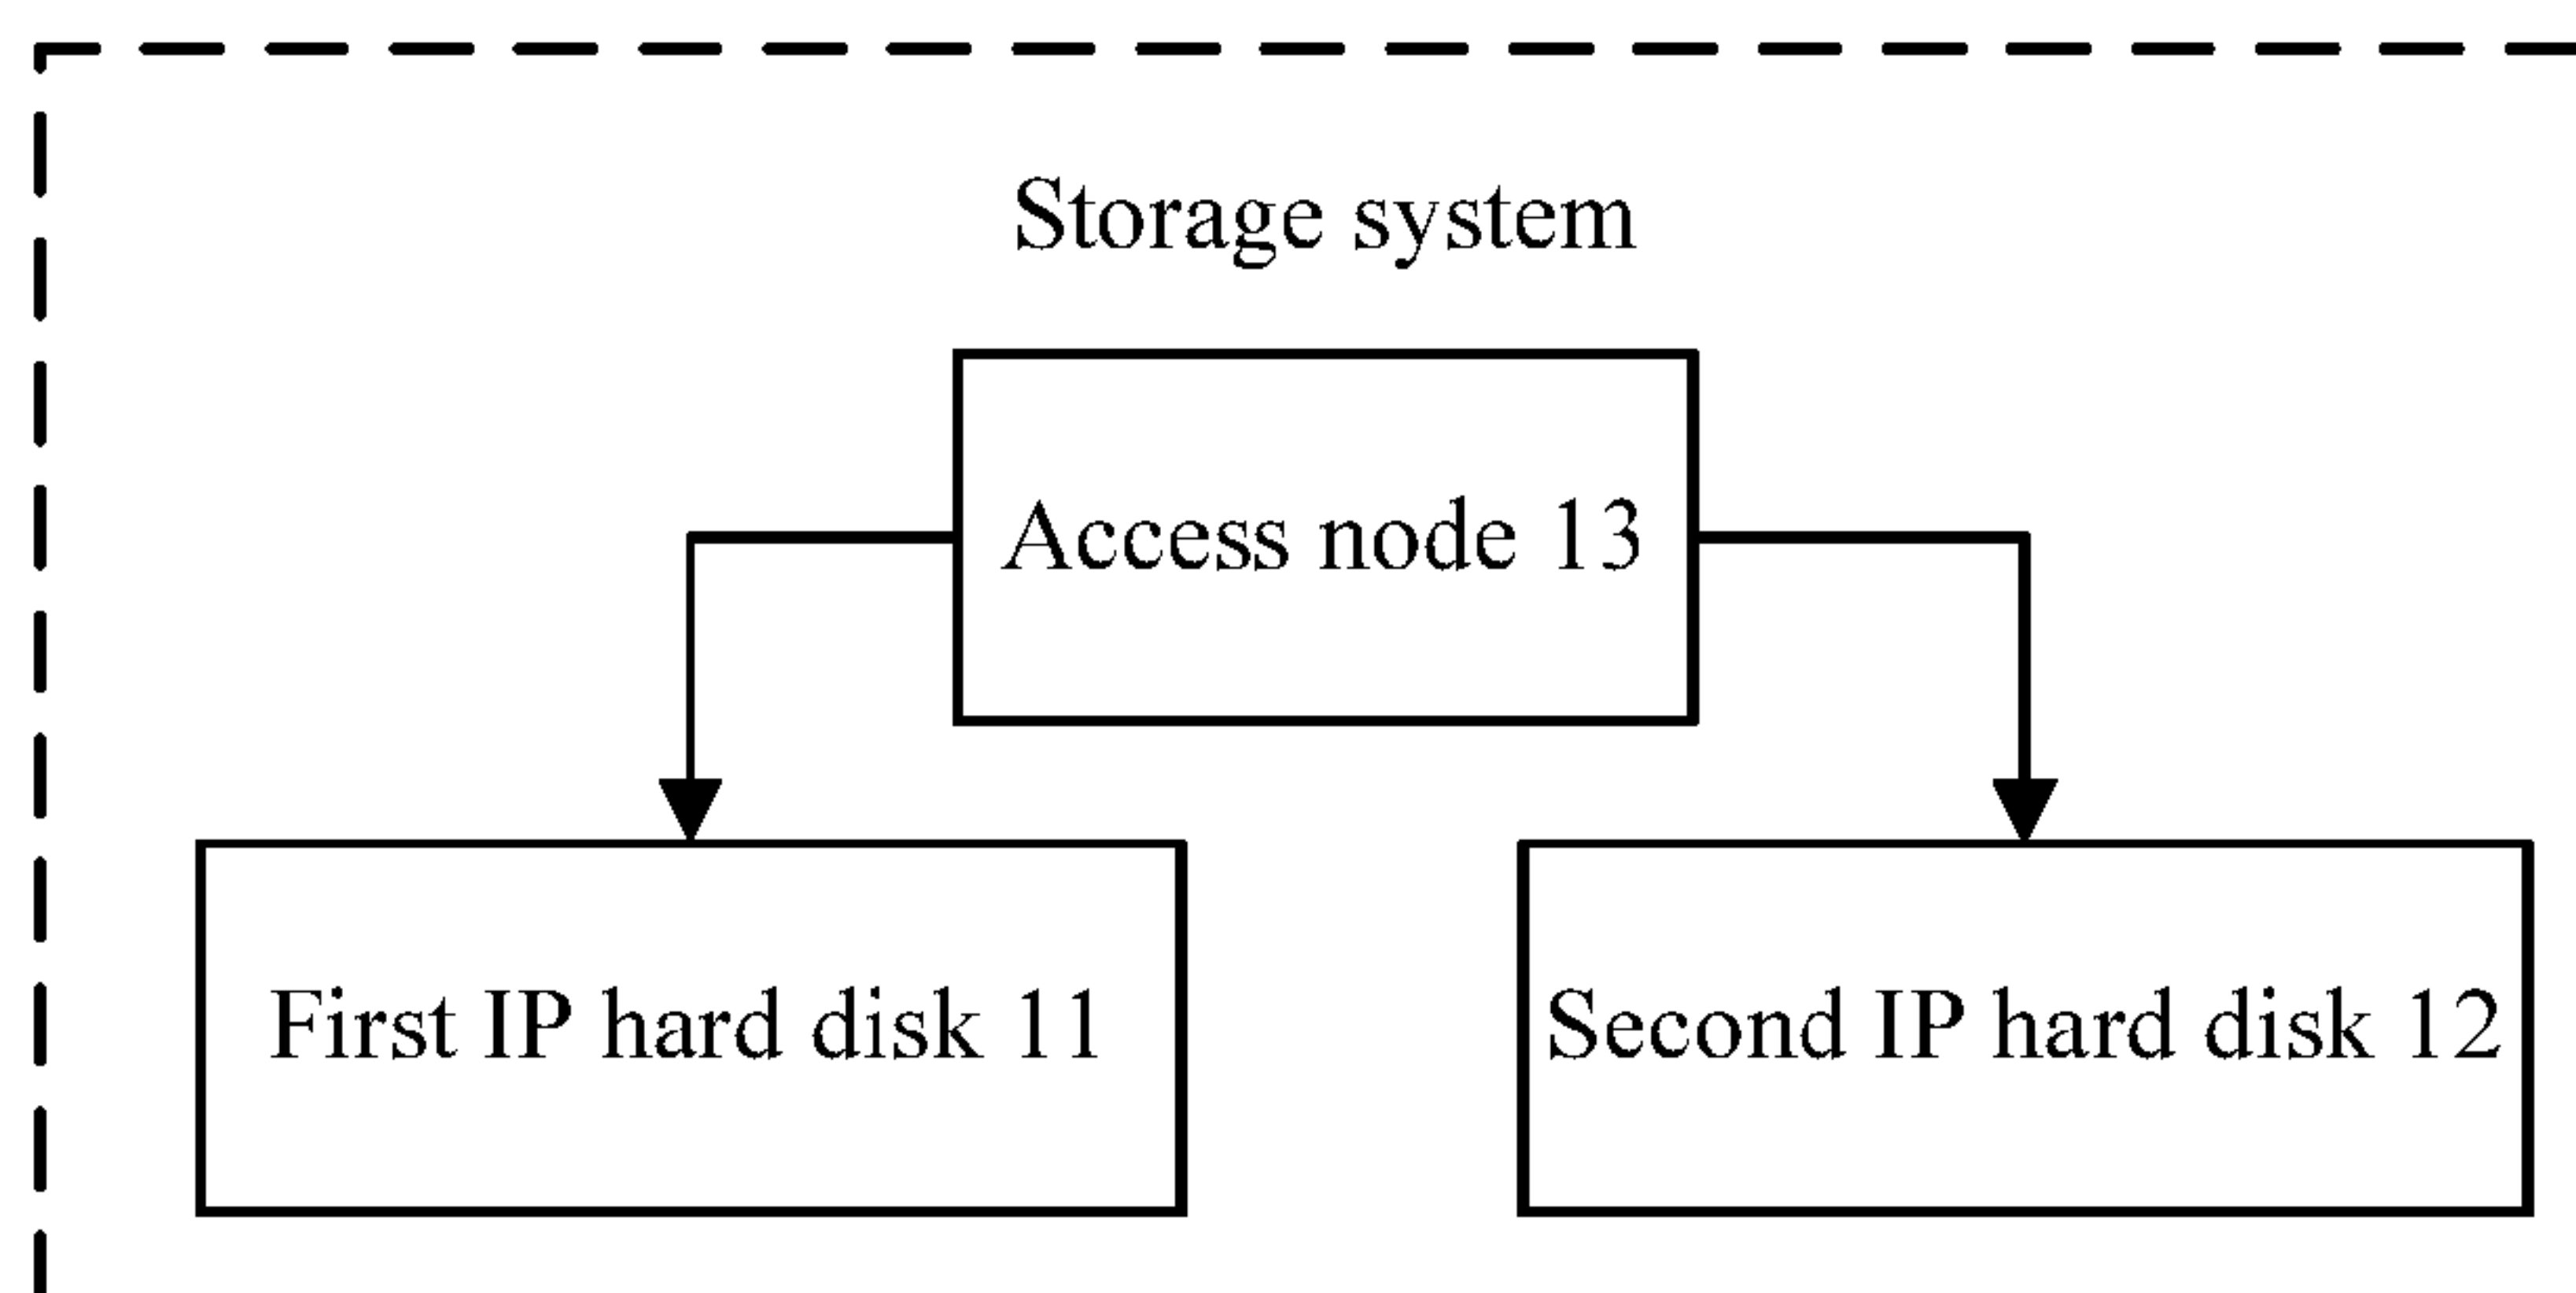 Storage system
Access node 13
First IP hard disk 11
Second IP hard disk 12